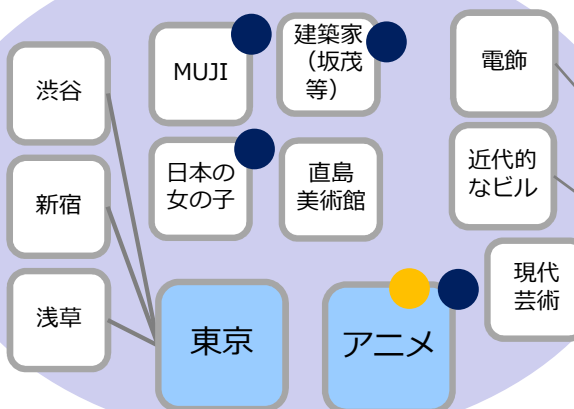 渋谷
MUJI
建築家
(坂茂
等)
電飾
新宿
日本の
女の子
直島
美術館
近代的
なビル
浅草
東京
アニメ
現代
芸術